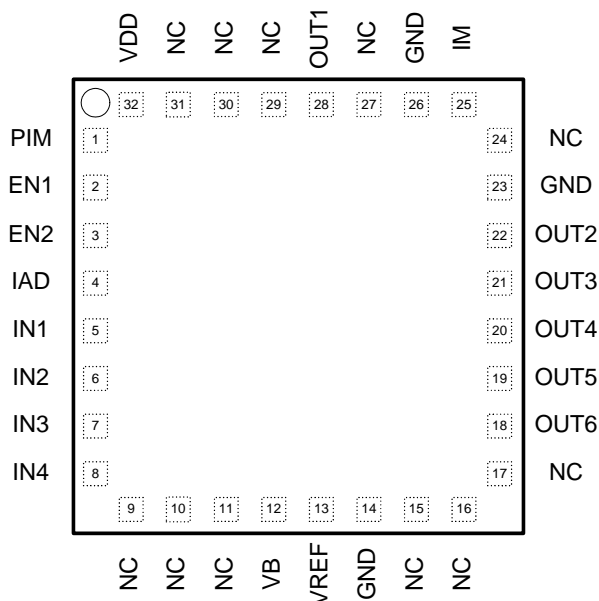 VDD NC NC NC OUT1 NC GND IM
32 31 30 29 28 27 26 25
PIM 1 24 NC
EN1 2 23 GND
EN2 3 22 OUT2
IAD 4 21 OUT3
IN1 5 20 OUT4
IN2 6 19 OUT5
IN3 7 18 OUT6
IN4 8 17 NC
9 10 11 12 13 14 15 16
NC NC NC VB VREF GND NC NC